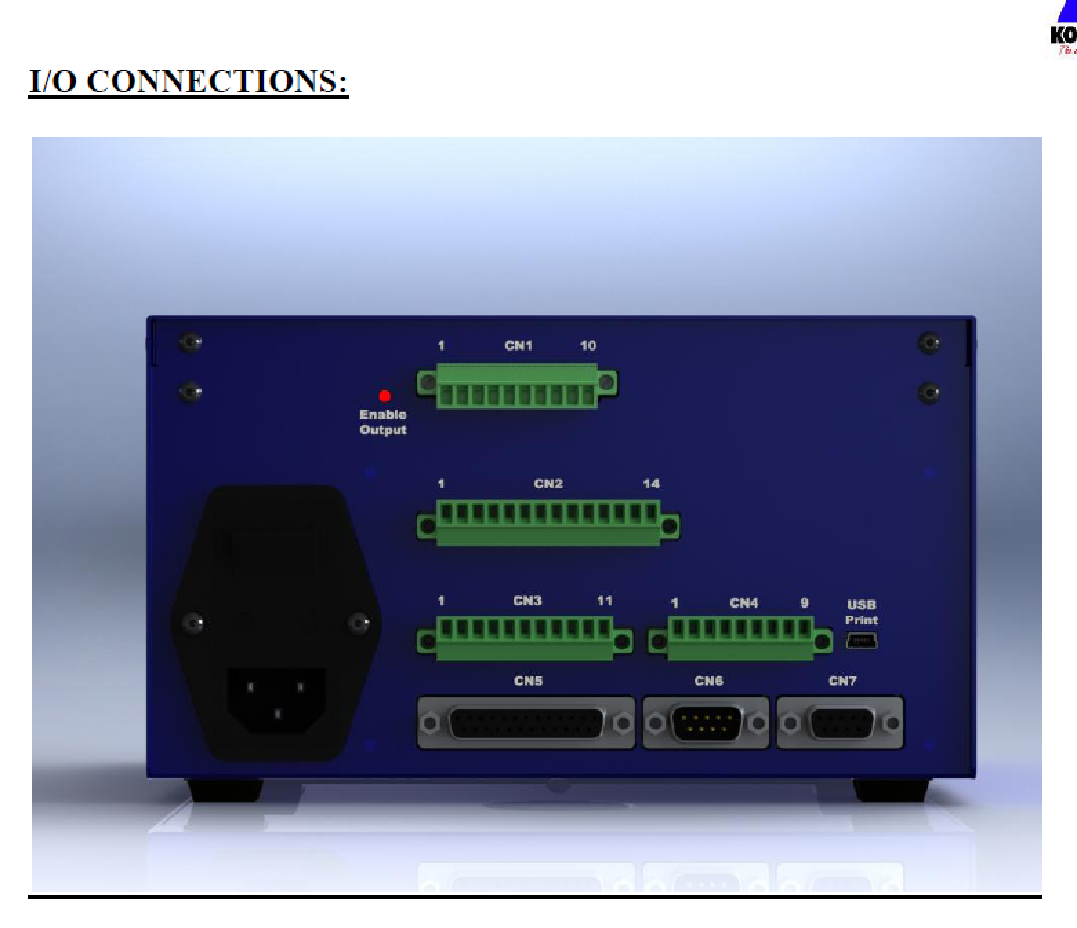 KO
I/O CONNECTIONS:
1 CN1 10
Enable
Output
1 CN2 14
1 CN3 11
1 CN4 9
USB
Print
CN5
CN6
CN7